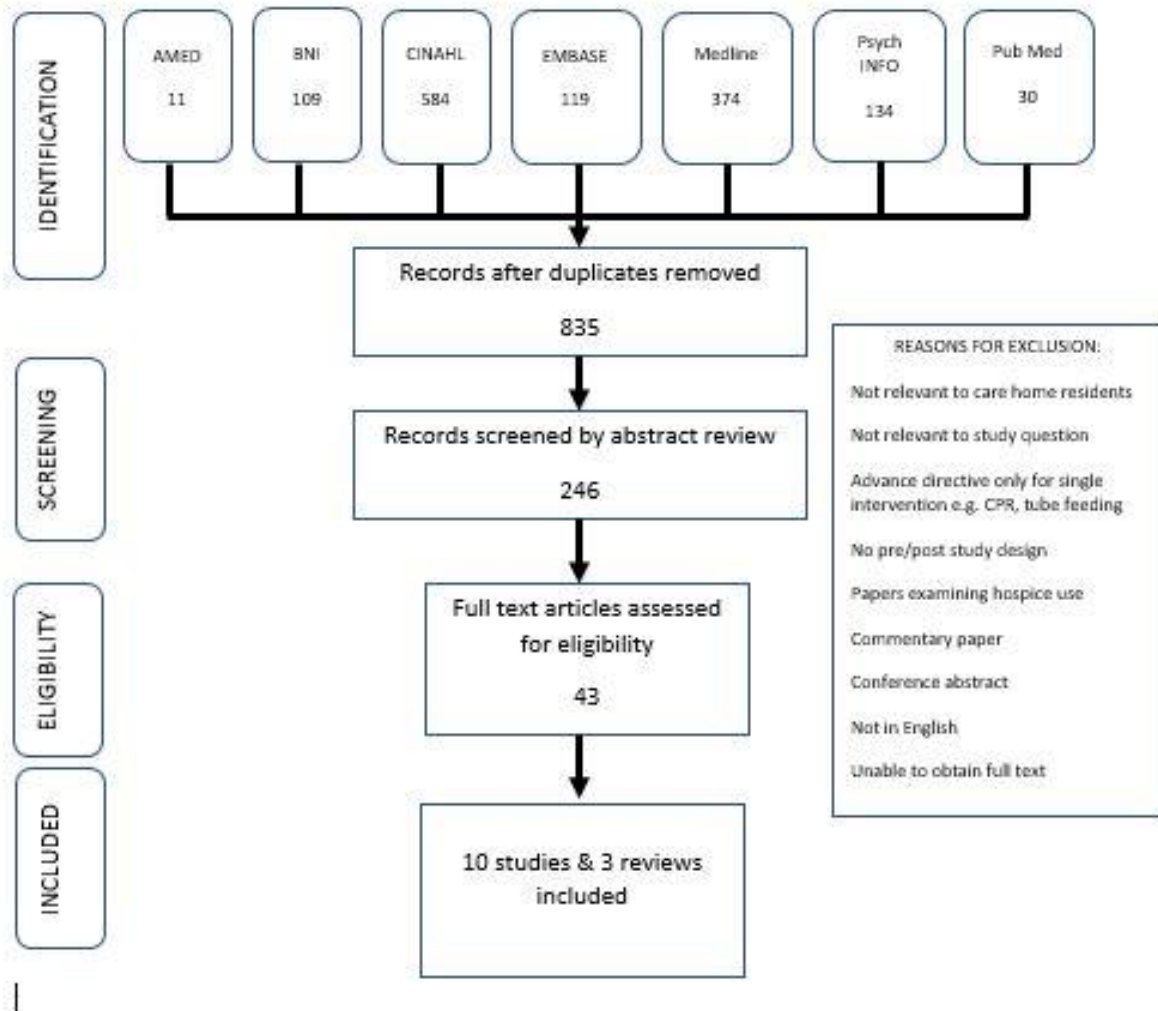 IDENTIFICATION
AMED
11
BNI
109
CINAHL
584
EMBASE
119
Medline
374
Psych
INFO
134
Pub Med
30
Records after duplicates removed
835
SCREENING
Records screened by abstract review
246
REASONS FOR EXCLUSION:
Not relevant to care home residents
Not relevant to study question
Advance directive only for single
intervention e.g. CPR, tube feeding
No pre/post study design
Papers examining hospice use
Commentary paper
Conference abstract
Not in English
Unable to obtain full text
ELIGIBILITY
Full text articles assessed
for eligibility
43
INCLUDED
10 studies & 3 reviews
included